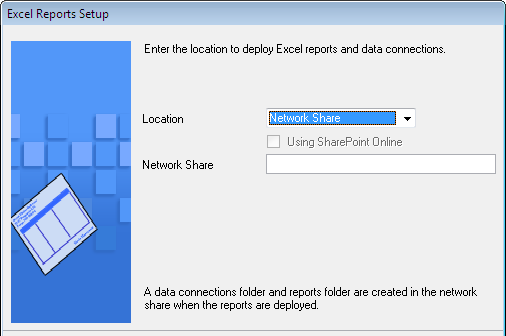 Excel Reports Setup
Enter the location to deploy Excel reports and data connections.
Location
Network Share
Using SharePoint Online
Network Share
A data connections folder and reports folder are created in the network
share when the reports are deployed.